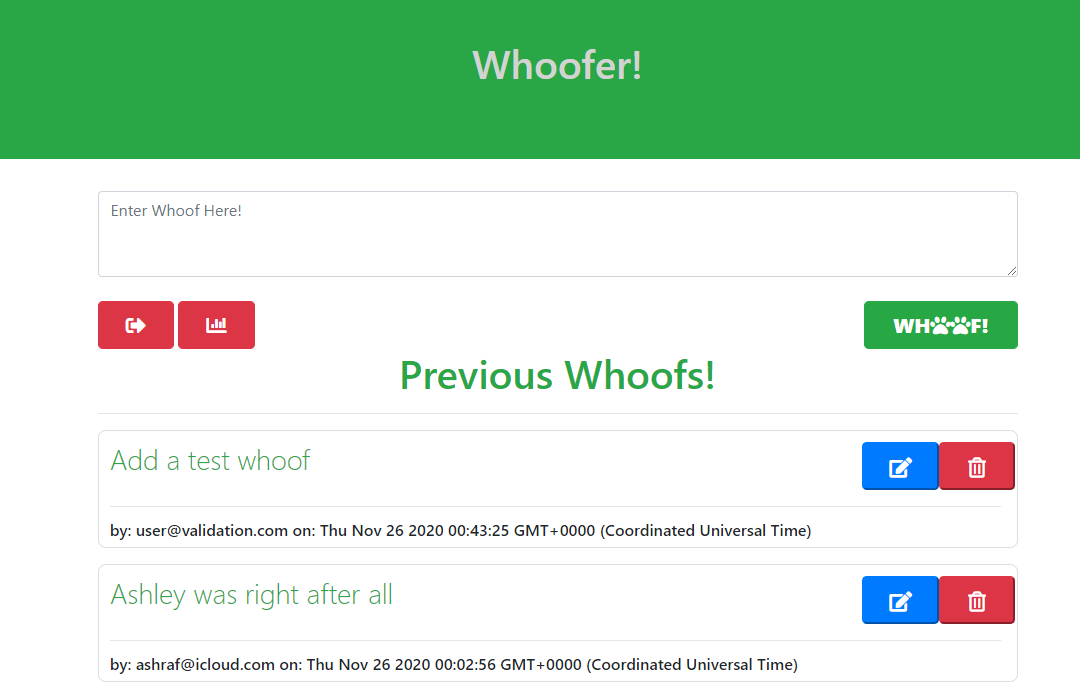 Whoofer!
Enter Whoof Here!
WH🐾🐾F!
Previous Whoofs!
Add a test whoof
by: user@validation.com on: Thu Nov 26 2020 00:43:25 GMT+0000 (Coordinated Universal Time)
Ashley was right after all
by: ashraf@icloud.com on: Thu Nov 26 2020 00:02:56 GMT+0000 (Coordinated Universal Time)